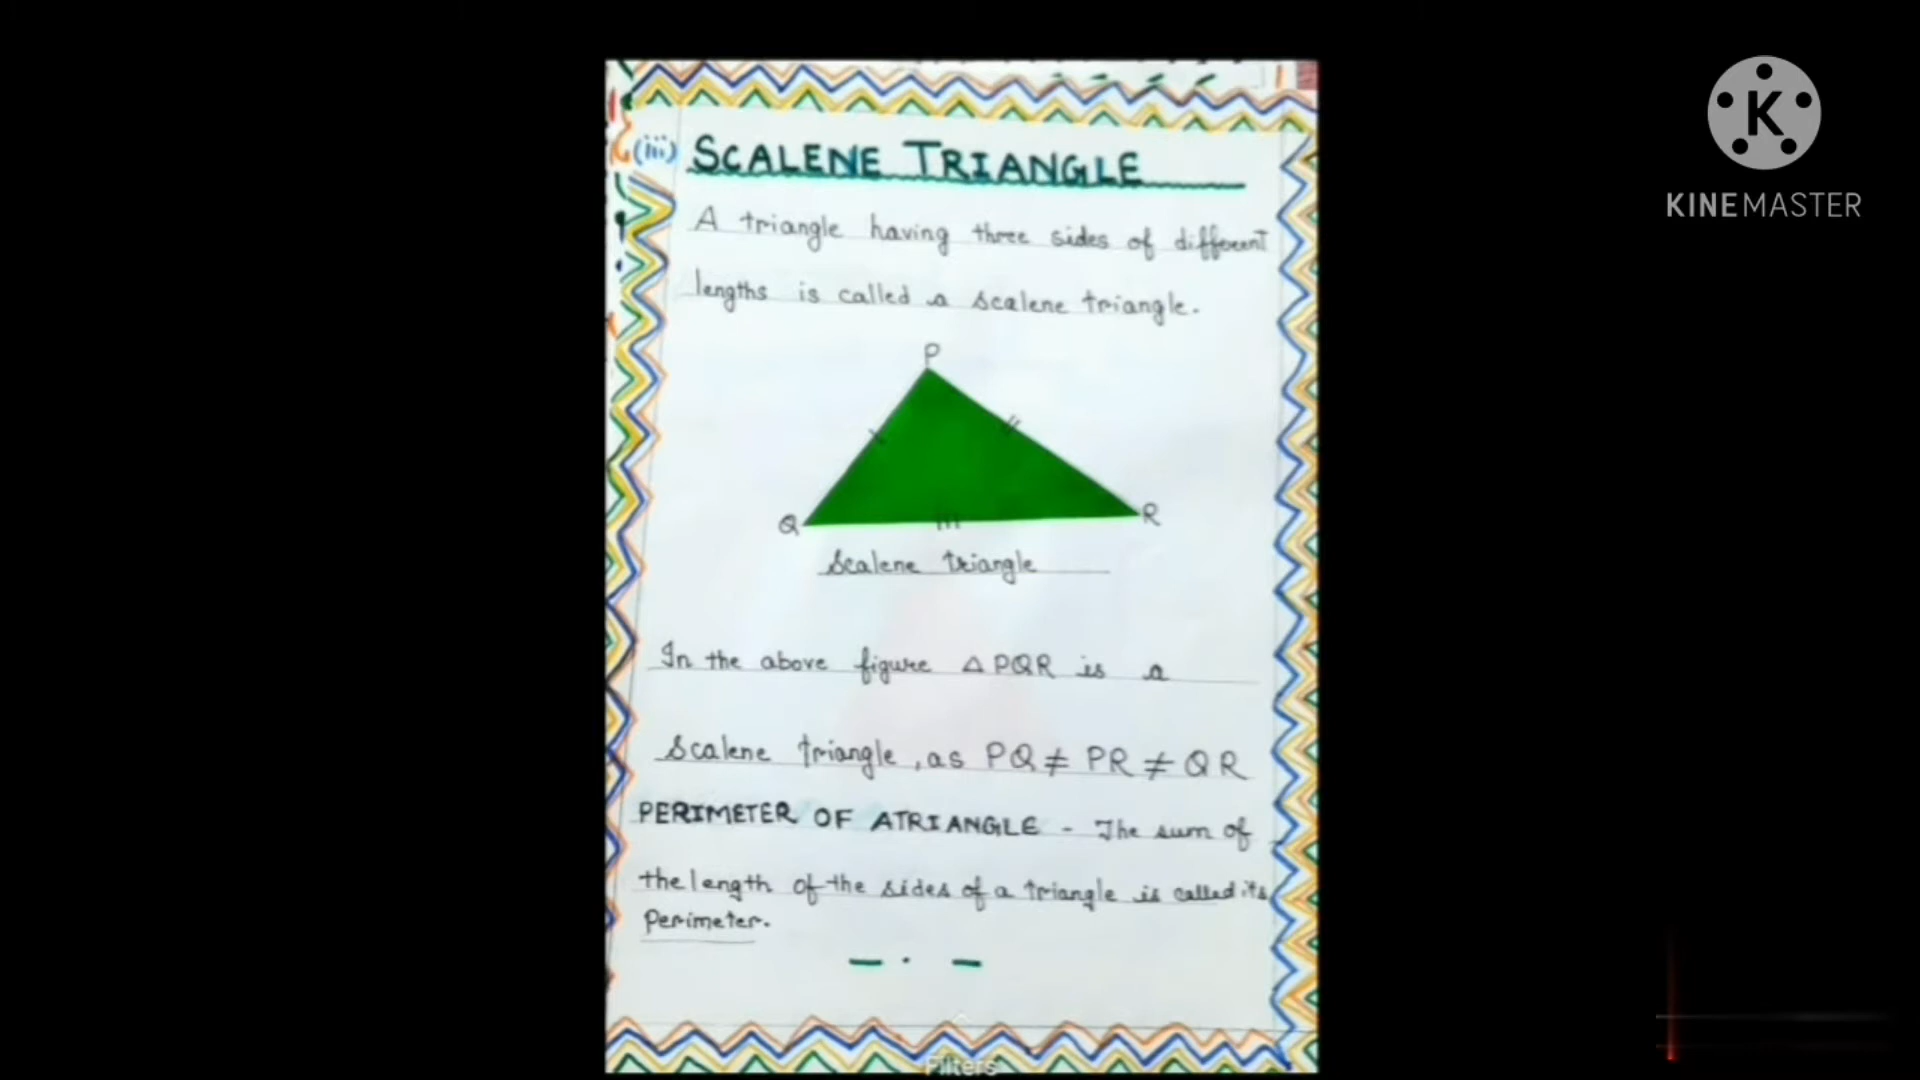 (iii) SCALENE TRIANGLE
A triangle having three sides of different
lengths is called a scalene triangle.
P
Q
R
Scalene triangle
In the above figure △PQR is a
Scalene triangle, as PQ ≠ PR ≠ QR
PERIMETER OF ATRIANGLE - The sum of
the length of the sides of a triangle is called its
Perimeter.
Filters
K
KINEMASTER